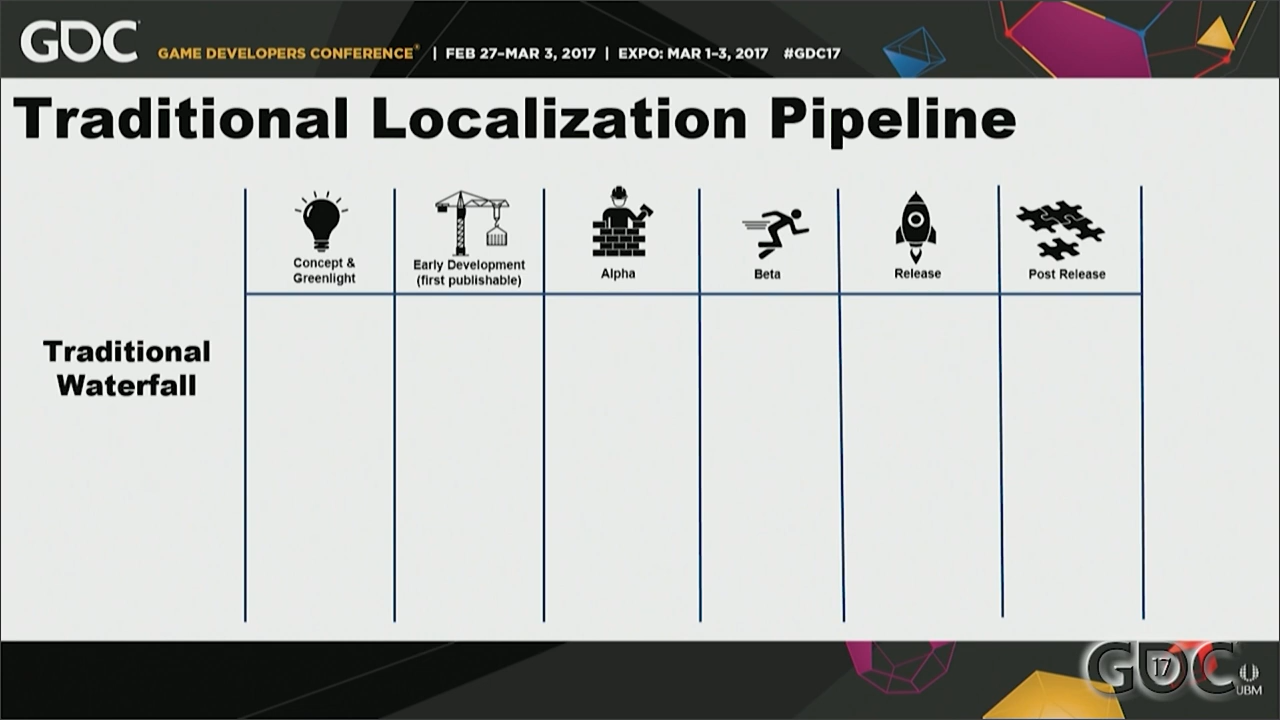 GDC GAME DEVELOPERS CONFERENCE® | FEB 27–MAR 3, 2017 | EXPO: MAR 1–3, 2017 #GDC17
Traditional Localization Pipeline
Concept &
Greenlight
Early Development
(first publishable)
Alpha
Beta
Release
Post Release
Traditional
Waterfall
GDC
17
UBM